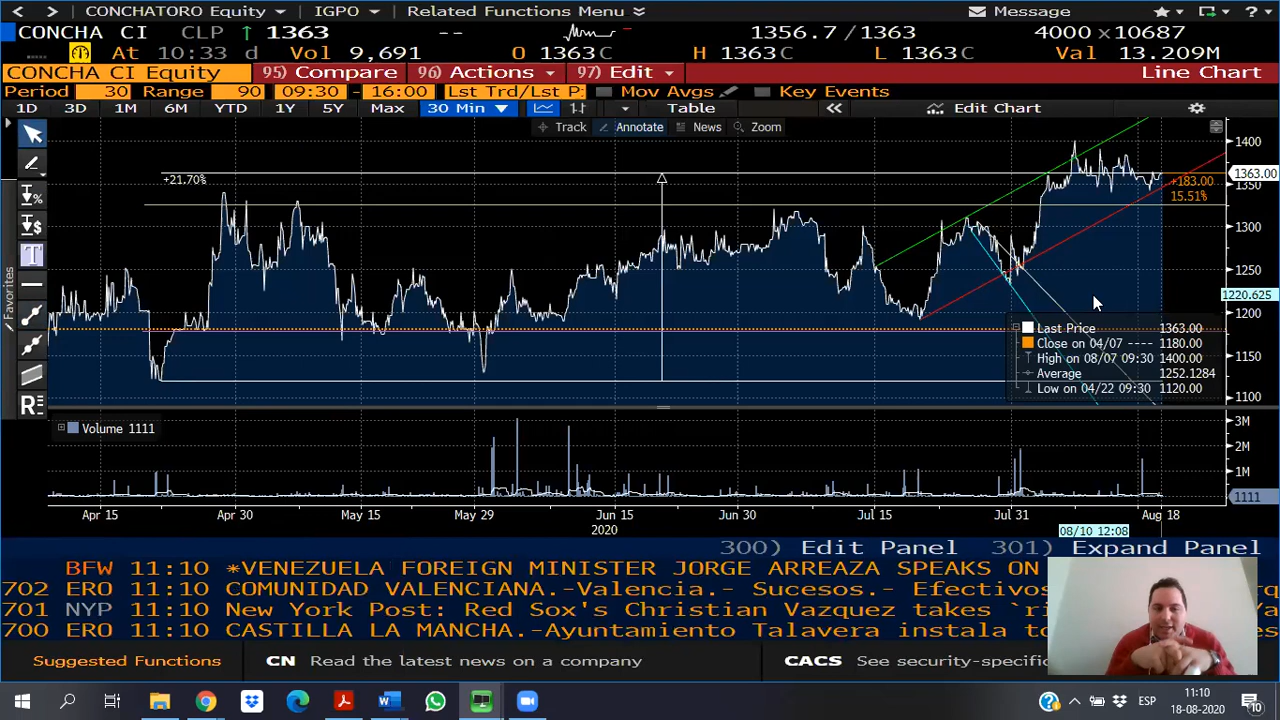 < > CONCHATORO Equity IGPO Related Functions Menu Message ?
CONCHA CI CLP ↑ 1363 -- 1356.7/1363 4000x10687
At 10:33 d Vol 9,691 O 1363C H 1363C L 1363C Val 13.209M
CONCHA CI Equity 95) Compare 96) Actions 97) Edit Line Chart
Period 30 Range 90 09:30 - 16:00 Lst Trd/Lst P: Mov Avgs Key Events
1D 3D 1M 6M YTD 1Y 5Y Max 30 Min Table « Edit Chart
Track Annotate News Zoom
1400
+21.70%
1363.00
+183.00
1350
15.51%
1300
1250
1220.625
1200
1150
1100
Last Price 1363.00
Close on 04/07 ---- 1180.00
High on 08/07 09:30 1400.00
Average 1252.1284
Low on 04/22 09:30 1120.00
Favorites
Volume 1111
3M
2M
1M
1111
Apr 15 Apr 30 May 15 May 29 Jun 15 Jun 30 Jul 15 Jul 31 Aug 18
2020
08/10 12:08
300) Edit Panel 301) Expand Panel
BFW 11:10 *VENEZUELA FOREIGN MINISTER JORGE ARREAZA SPEAKS ON
702 ERO 11:10 COMUNIDAD VALENCIANA.-Valencia.- Sucesos.- Efectivos
701 NYP 11:10 New York Post: Red Sox's Christian Vazquez takes `ri
700 ERO 11:10 CASTILLA LA MANCHA.-Ayuntamiento Talavera instala
Suggested Functions CN Read the latest news on a company CACS See security-specific
ESP
11:10
18-08-2020
10